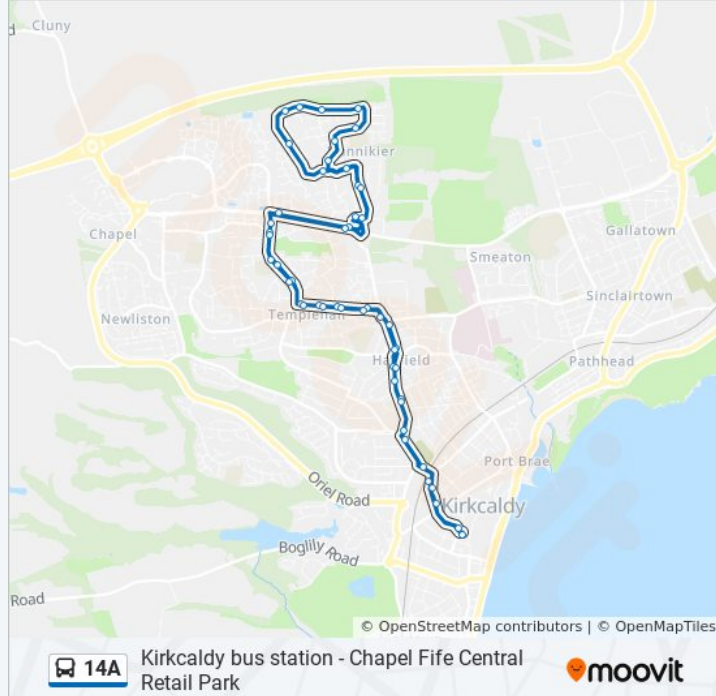 Cluny
nnikier
Chapel
Gallatown
Smeaton
Sinclairtown
Newliston
Templehall
Hayfield
Pathhead
Port Brae
Oriel Road
Kirkcaldy
Boglily Road
Road
© OpenStreetMap contributors | © OpenMapTiles
14A
Kirkcaldy bus station - Chapel Fife Central
Retail Park
moovit